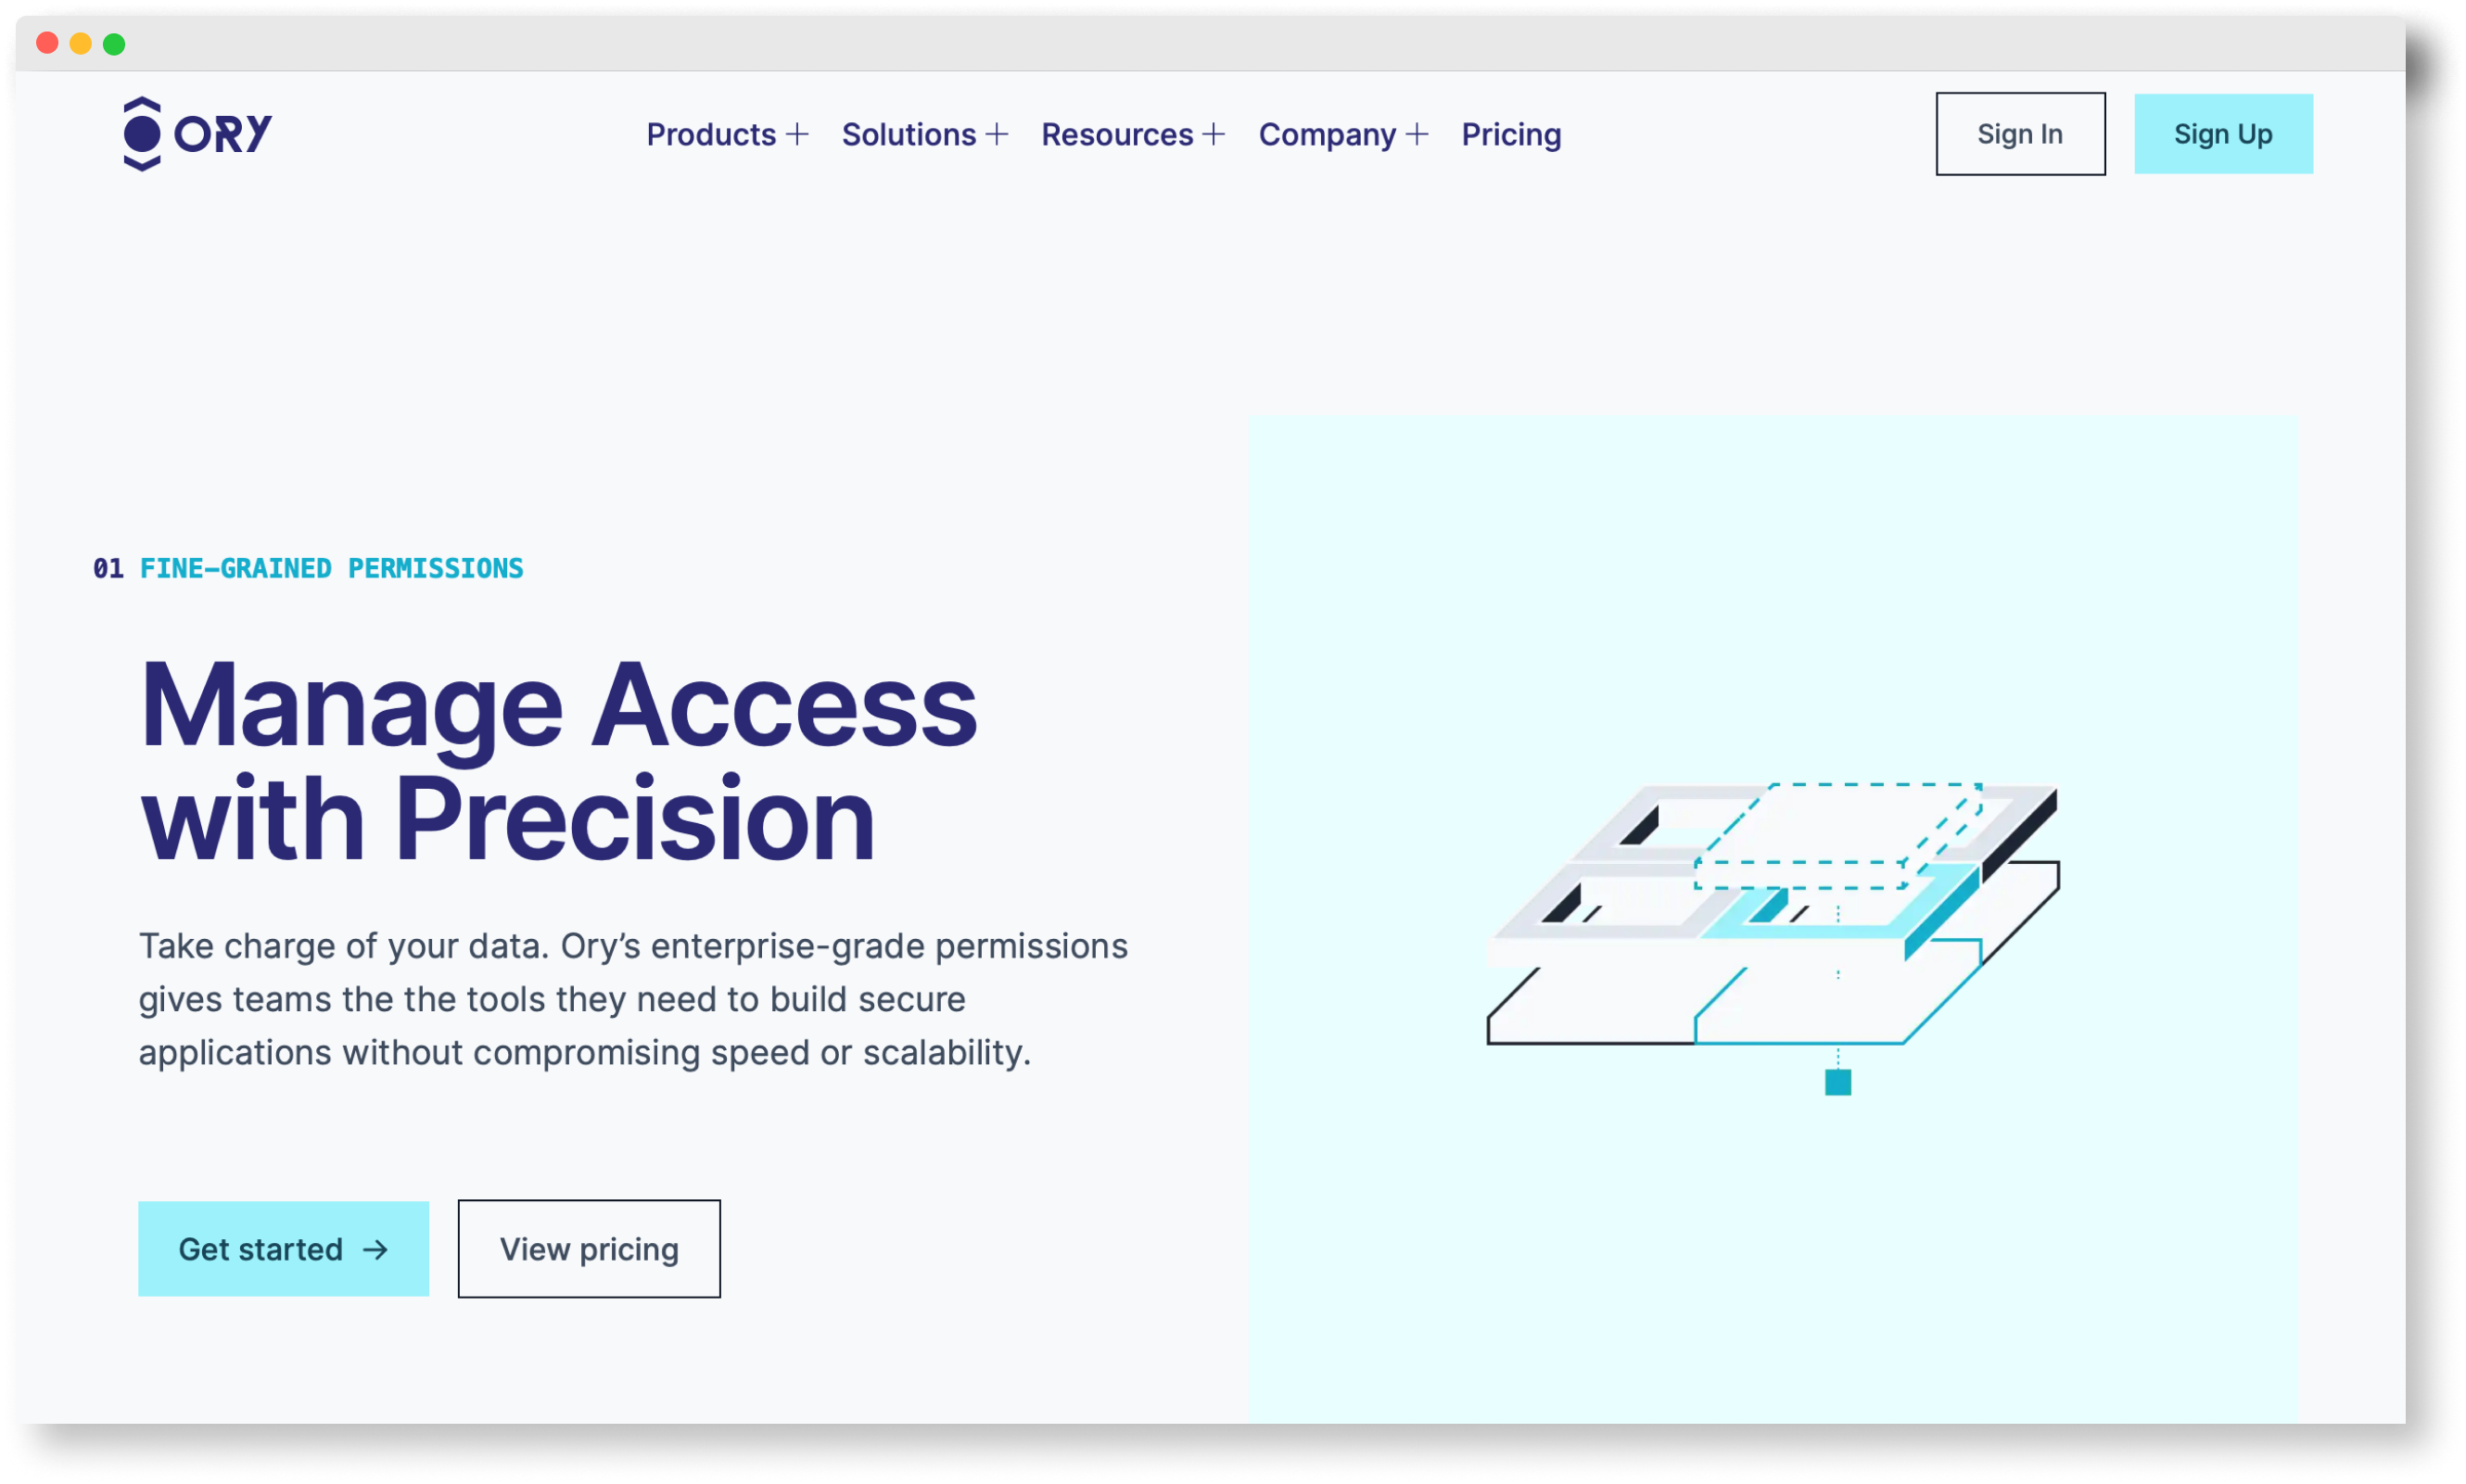 ORY
Products + Solutions + Resources + Company + Pricing
Sign In
Sign Up
01 FINE–GRAINED PERMISSIONS
Manage Access
with Precision
Take charge of your data. Ory’s enterprise-grade permissions
gives teams the the tools they need to build secure
applications without compromising speed or scalability.
Get started →
View pricing